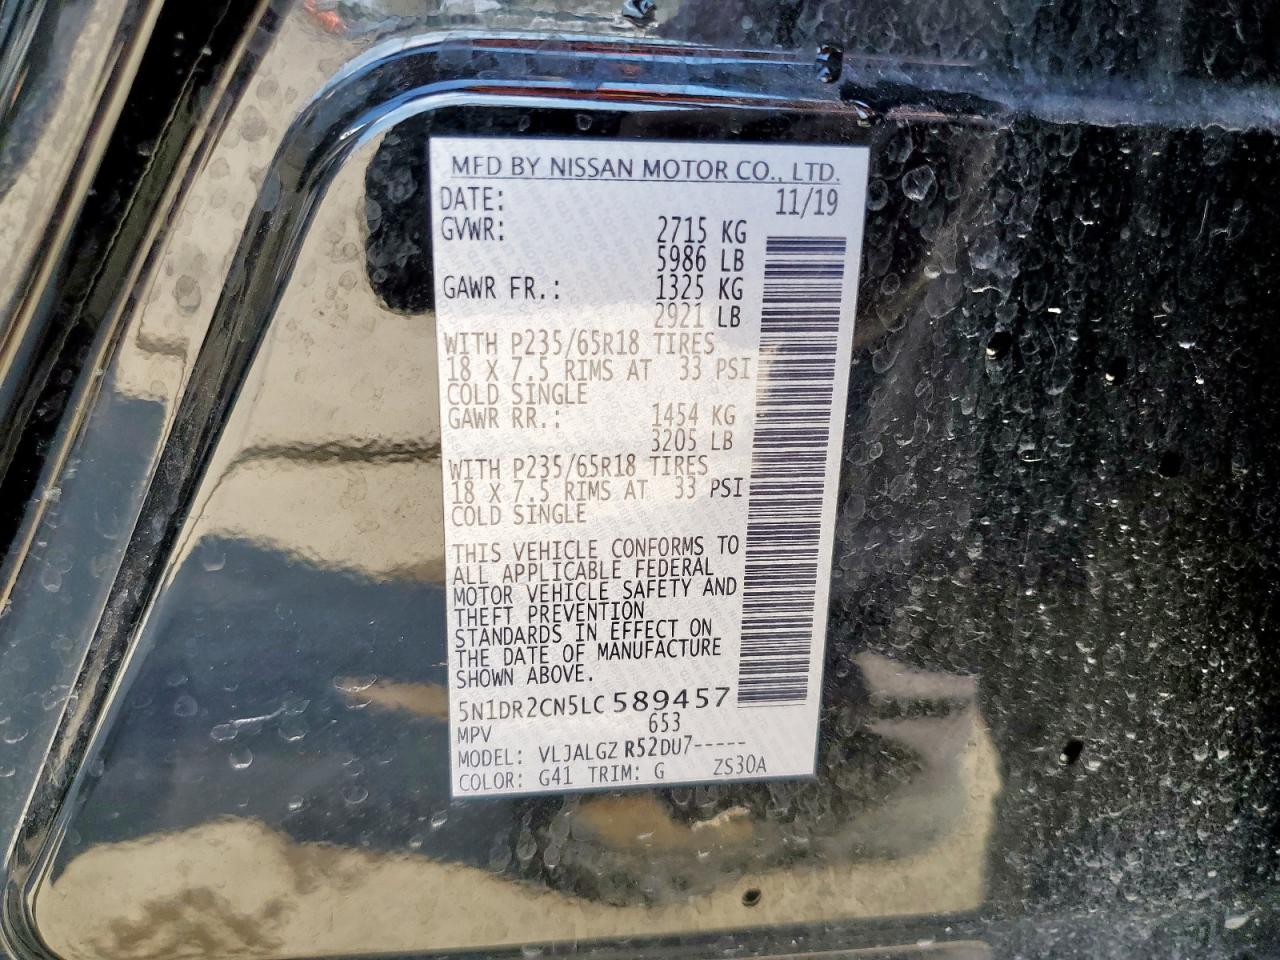 MFD BY NISSAN MOTOR CO., LTD.
DATE: 11/19
GVWR: 2715 KG
5986 LB
GAWR FR.: 1325 KG
2921 LB
WITH P235/65R18 TIRES
18 X 7.5 RIMS AT 33 PSI
COLD SINGLE
GAWR RR.: 1454 KG
3205 LB
WITH P235/65R18 TIRES
18 X 7.5 RIMS AT 33 PSI
COLD SINGLE
THIS VEHICLE CONFORMS TO
ALL APPLICABLE FEDERAL
MOTOR VEHICLE SAFETY AND
THEFT PREVENTION
STANDARDS IN EFFECT ON
THE DATE OF MANUFACTURE
SHOWN ABOVE.
5N1DR2CN5LC589457
MPV 653
MODEL: VLJALGZ R52DU7-----
COLOR: G41 TRIM: G ZS30A